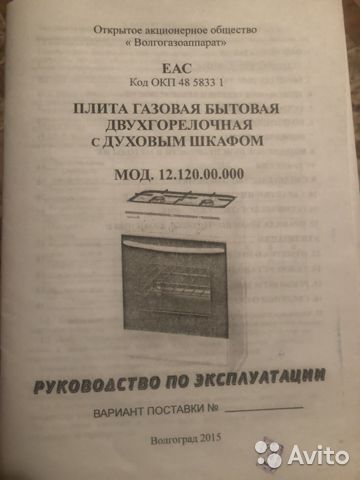 Открытое акционерное общество
« Волгогазоаппарат»
ЕАС
Код ОКП 48 5833 1
ПЛИТА ГАЗОВАЯ БЫТОВАЯ
ДВУХГОРЕЛОЧНАЯ
С ДУХОВЫМ ШКАФОМ
МОД. 12.120.00.000
РУКОВОДСТВО ПО ЭКСПЛУАТАЦИИ
ВАРИАНТ ПОСТАВКИ № ____________
Волгоград 2015
Avito